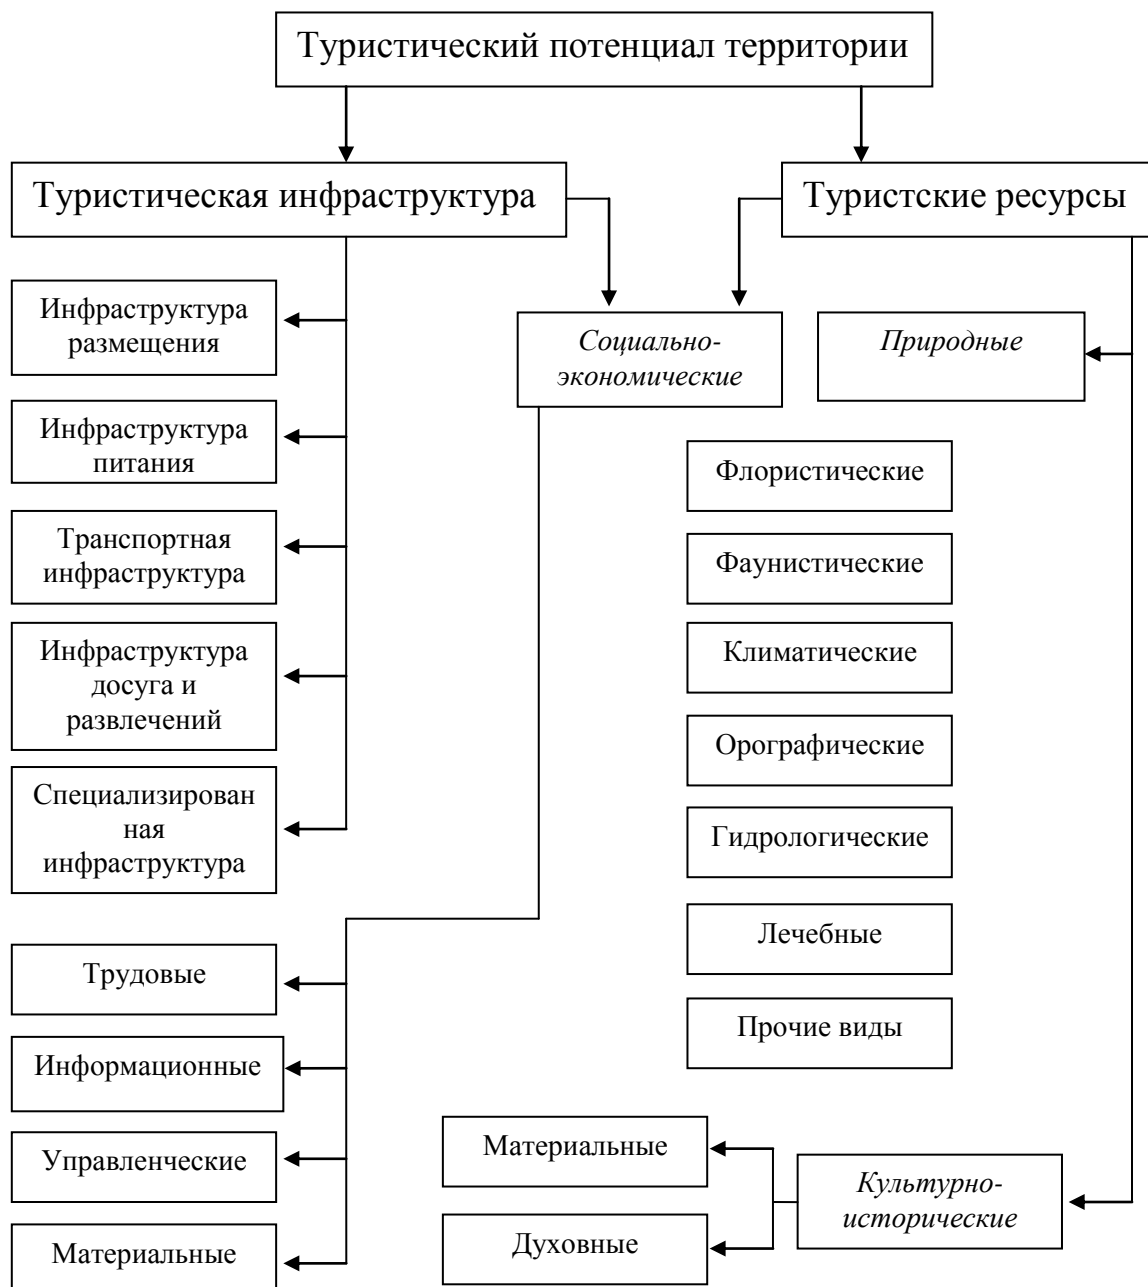 Туристический потенциал территории
Туристическая инфраструктура
Туристские ресурсы
Инфраструктура
размещения
Социально-
экономические
Природные
Инфраструктура
питания
Флористические
Транспортная
инфраструктура
Фаунистические
Инфраструктура
досуга и
развлечений
Климатические
Орографические
Специализирован
ная
инфраструктура
Гидрологические
Лечебные
Трудовые
Прочие виды
Информационные
Материальные
Управленческие
Культурно-
исторические
Духовные
Материальные